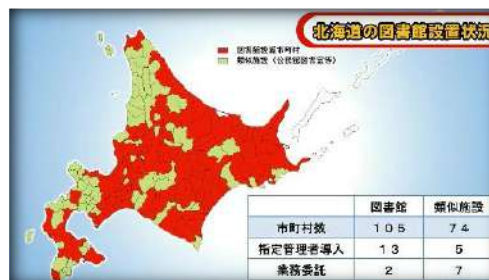 北海道の図書館設置状況
図書館設置市町村
類似施設(公民館図書室等)
図書館 類似施設
市町村数 105 74
指定管理者導入 13 5
業務委託 2 7